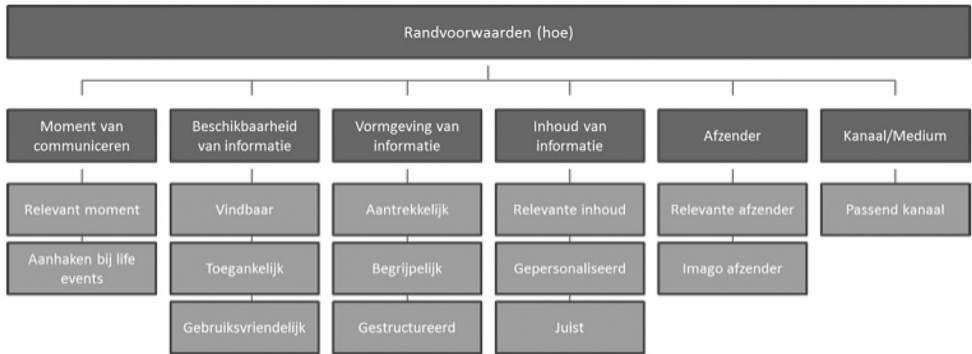 Randvoorwaarden (hoe)
Moment van
communiceren
Relevant moment
Aanhaken bij life
events
Beschikbaarheid
van informatie
Vindbaar
Toegankelijk
Gebruiksvriendelijk
Vormgeving van
informatie
Aantrekkelijk
Begrijpelijk
Gestructureerd
Inhoud van
informatie
Relevante inhoud
Gepersonaliseerd
Juist
Afzender
Relevante afzender
Imago afzender
Kanaal/Medium
Passend kanaal